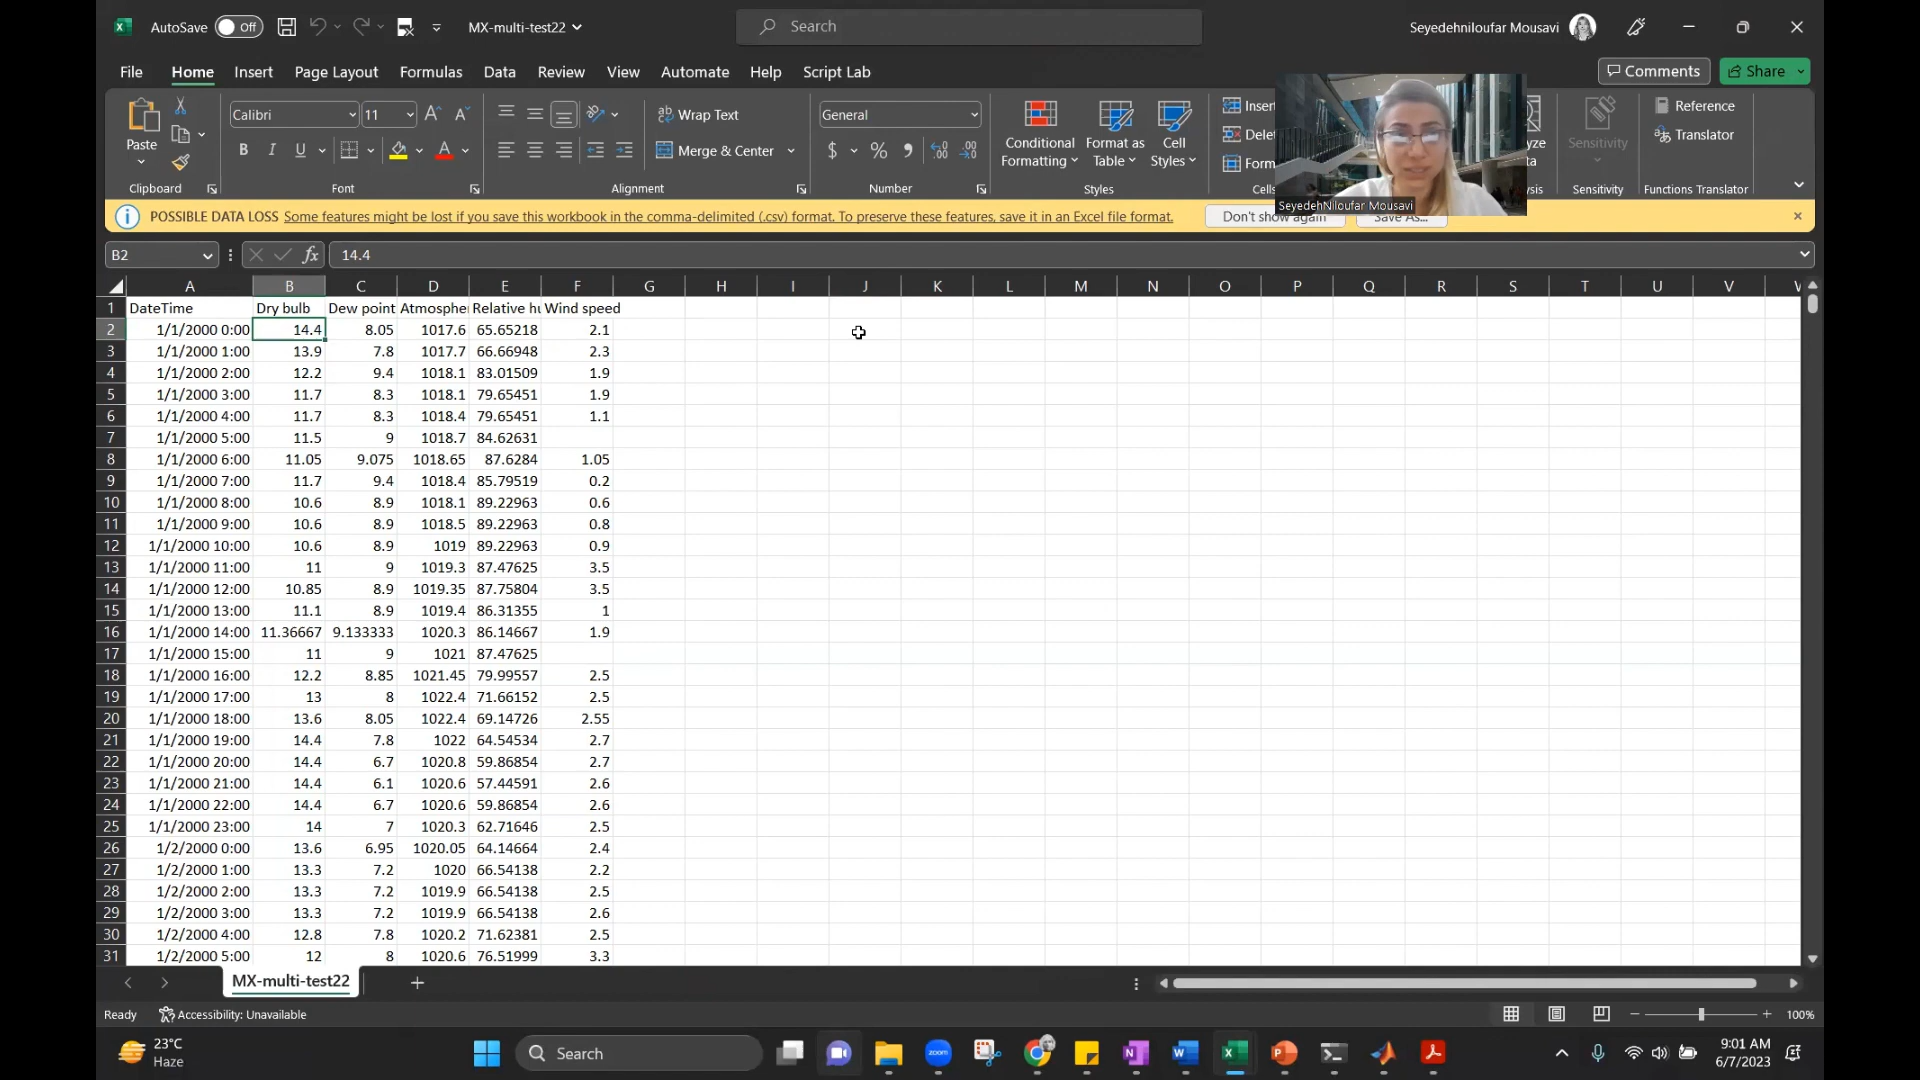 AutoSave Off MX-multi-test22 Search Seyedehniloufar Mousavi
File Home Insert Page Layout Formulas Data Review View Automate Help Script Lab Comments Share
Paste Calibri 11 Wrap Text General Conditional Formatting Format as Table Cell Styles Insert Sensitivity Reference
Merge & Center Translator
Clipboard Font Alignment Number Styles Cells Sensitivity Functions Translator
SeyedehNiloufar Mousavi
POSSIBLE DATA LOSS Some features might be lost if you save this workbook in the comma-delimited (.csv) format. To preserve these features, save it in an Excel file format. Don't show again Save As...
B2 fx 14.4
A B C D E F G H I J K L M N O P Q R S T U V
1 DateTime Dry bulb Dew point Atmosphe Relative hu Wind speed
2 1/1/2000 0:00 14.4 8.05 1017.6 65.65218 2.1
3 1/1/2000 1:00 13.9 7.8 1017.7 66.66948 2.3
4 1/1/2000 2:00 12.2 9.4 1018.1 83.01509 1.9
5 1/1/2000 3:00 11.7 8.3 1018.1 79.65451 1.9
6 1/1/2000 4:00 11.7 8.3 1018.4 79.65451 1.1
7 1/1/2000 5:00 11.5 9 1018.7 84.62631
8 1/1/2000 6:00 11.05 9.075 1018.65 87.6284 1.05
9 1/1/2000 7:00 11.7 9.4 1018.4 85.79519 0.2
10 1/1/2000 8:00 10.6 8.9 1018.1 89.22963 0.6
11 1/1/2000 9:00 10.6 8.9 1018.5 89.22963 0.8
12 1/1/2000 10:00 10.6 8.9 1019 89.22963 0.9
13 1/1/2000 11:00 11 9 1019.3 87.47625 3.5
14 1/1/2000 12:00 10.85 8.9 1019.35 87.75804 3.5
15 1/1/2000 13:00 11.1 8.9 1019.4 86.31355 1
16 1/1/2000 14:00 11.36667 9.133333 1020.3 86.14667 1.9
17 1/1/2000 15:00 11 9 1021 87.47625
18 1/1/2000 16:00 12.2 8.85 1021.45 79.99557 2.5
19 1/1/2000 17:00 13 8 1022.4 71.66152 2.5
20 1/1/2000 18:00 13.6 8.05 1022.4 69.14726 2.55
21 1/1/2000 19:00 14.4 7.8 1022 64.54534 2.7
22 1/1/2000 20:00 14.4 6.7 1020.8 59.86854 2.7
23 1/1/2000 21:00 14.4 6.1 1020.6 57.44591 2.6
24 1/1/2000 22:00 14.4 6.7 1020.6 59.86854 2.6
25 1/1/2000 23:00 14 7 1020.3 62.71646 2.5
26 1/2/2000 0:00 13.6 6.95 1020.05 64.14664 2.4
27 1/2/2000 1:00 13.3 7.2 1020 66.54138 2.2
28 1/2/2000 2:00 13.3 7.2 1019.9 66.54138 2.5
29 1/2/2000 3:00 13.3 7.2 1019.9 66.54138 2.6
30 1/2/2000 4:00 12.8 7.8 1020.2 71.62381 2.5
31 1/2/2000 5:00 12 8 1020.6 76.51999 3.3
MX-multi-test22
Ready Accessibility: Unavailable 100%
23°C
Haze
Search
9:01 AM
6/7/2023